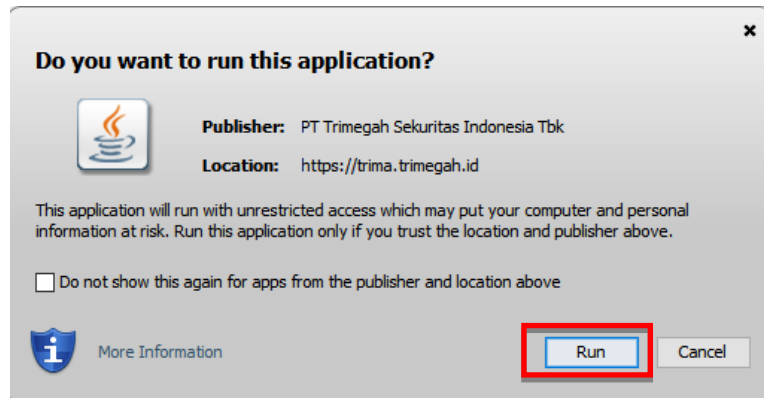 Do you want to run this application?
Publisher: PT Trimegah Sekuritas Indonesia Tbk
Location: https://trima.trimegah.id
This application will run with unrestricted access which may put your computer and personal
information at risk. Run this application only if you trust the location and publisher above.
Do not show this again for apps from the publisher and location above
More Information
Run Cancel